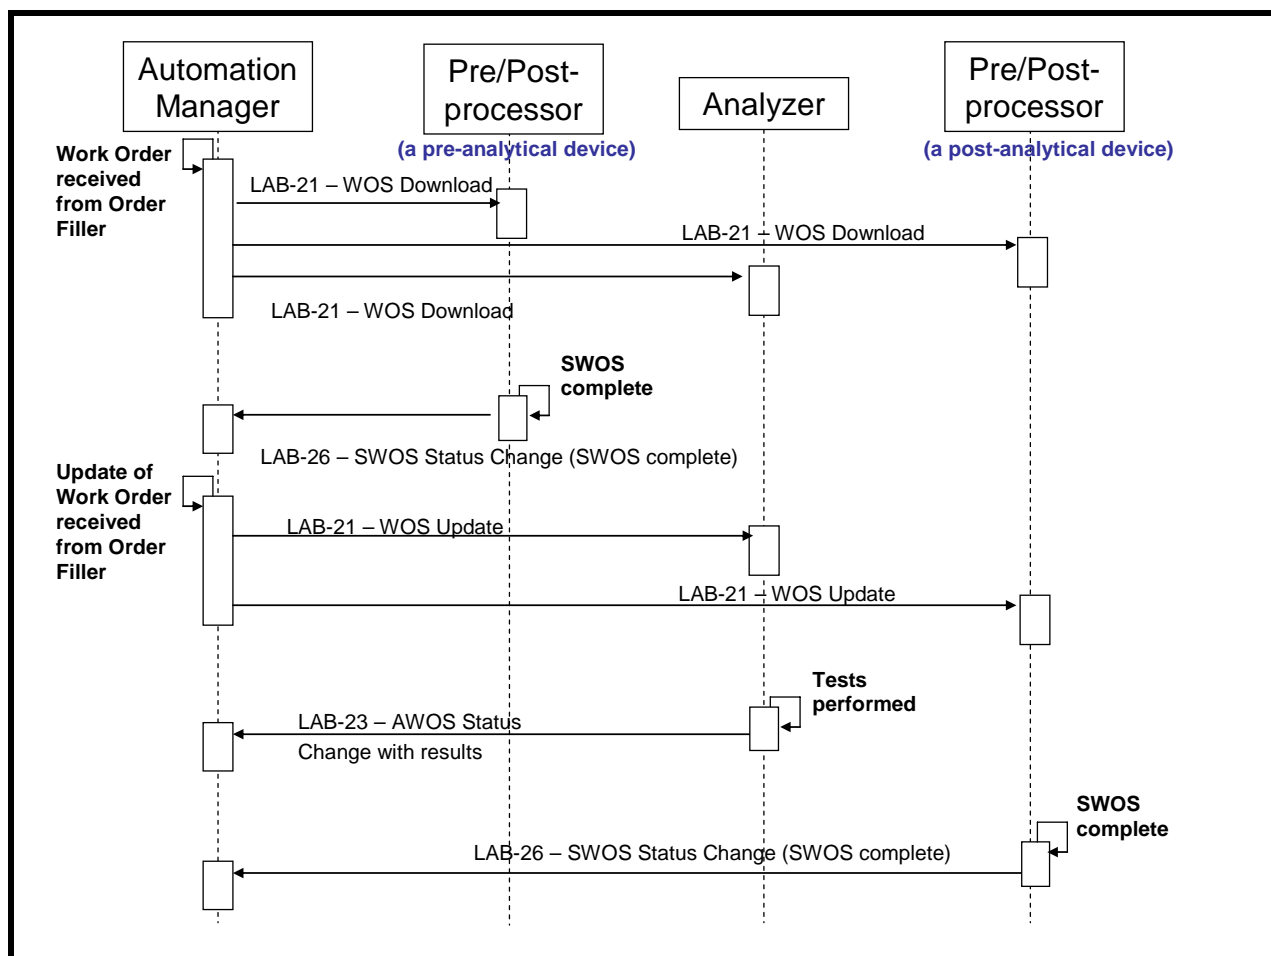 Automation
Manager
Pre/Post-
processor
(a pre-analytical device)
Analyzer
Pre/Post-
processor
(a post-analytical device)
Work Order
received
from Order
Filler
LAB-21 – WOS Download
LAB-21 – WOS Download
LAB-21 – WOS Download
SWOS
complete
LAB-26 – SWOS Status Change (SWOS complete)
Update of
Work Order
received
from Order
Filler
LAB-21 – WOS Update
LAB-21 – WOS Update
Tests
performed
LAB-23 – AWOS Status
Change with results
SWOS
complete
LAB-26 – SWOS Status Change (SWOS complete)